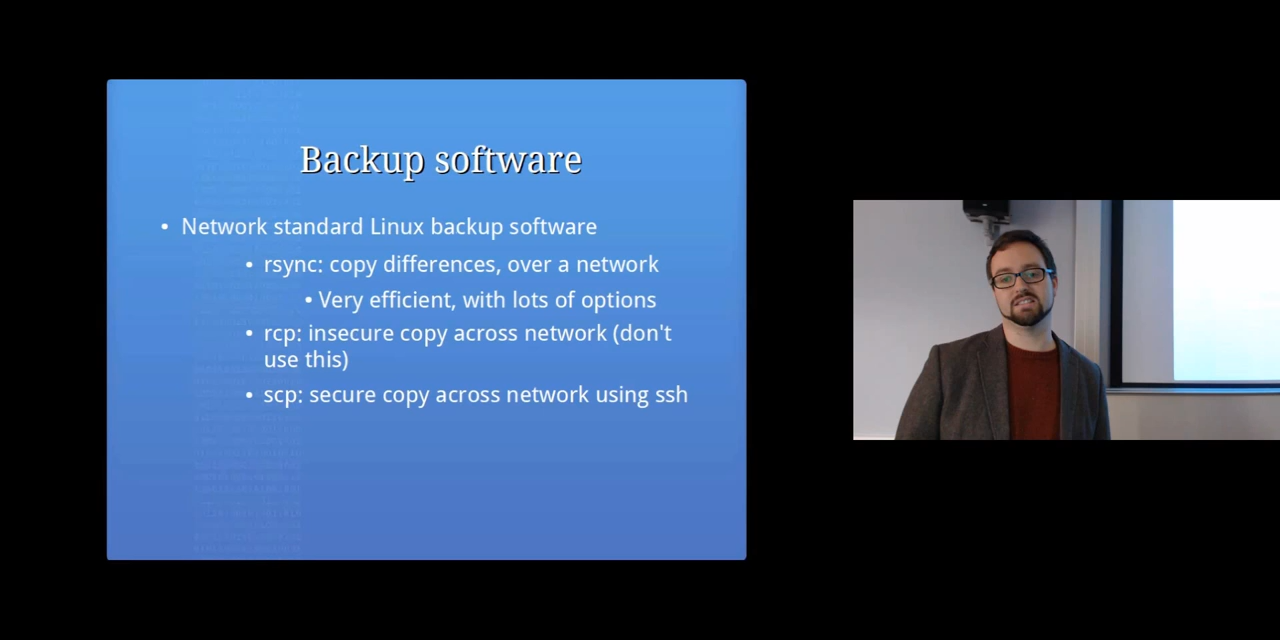 Backup software
• Network standard Linux backup software
• rsync: copy differences, over a network
• Very efficient, with lots of options
• rcp: insecure copy across network (don't
use this)
• scp: secure copy across network using ssh